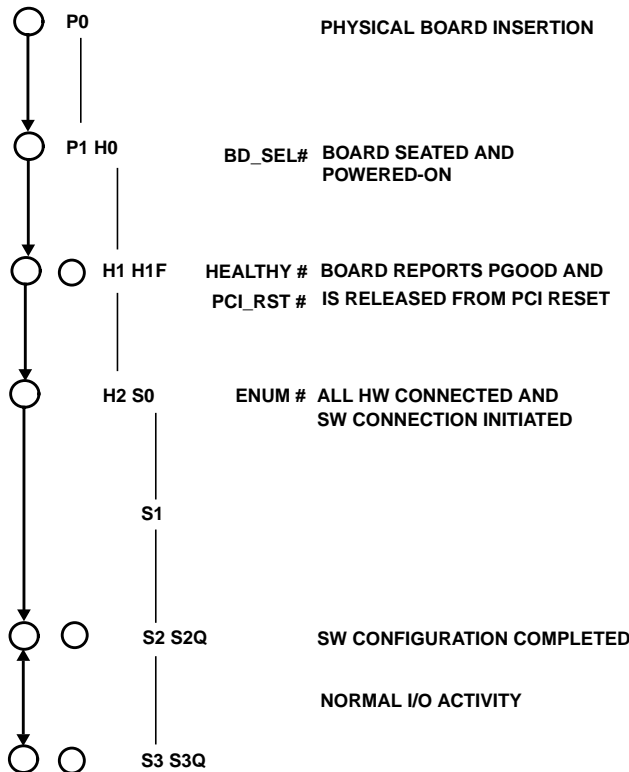 P0 PHYSICAL BOARD INSERTION
P1 H0 BD_SEL# BOARD SEATED AND
POWERED-ON
H1 H1F HEALTHY # BOARD REPORTS PGOOD AND
PCI_RST # IS RELEASED FROM PCI RESET
H2 S0 ENUM # ALL HW CONNECTED AND
SW CONNECTION INITIATED
S1
S2 S2Q SW CONFIGURATION COMPLETED
NORMAL I/O ACTIVITY
S3 S3Q